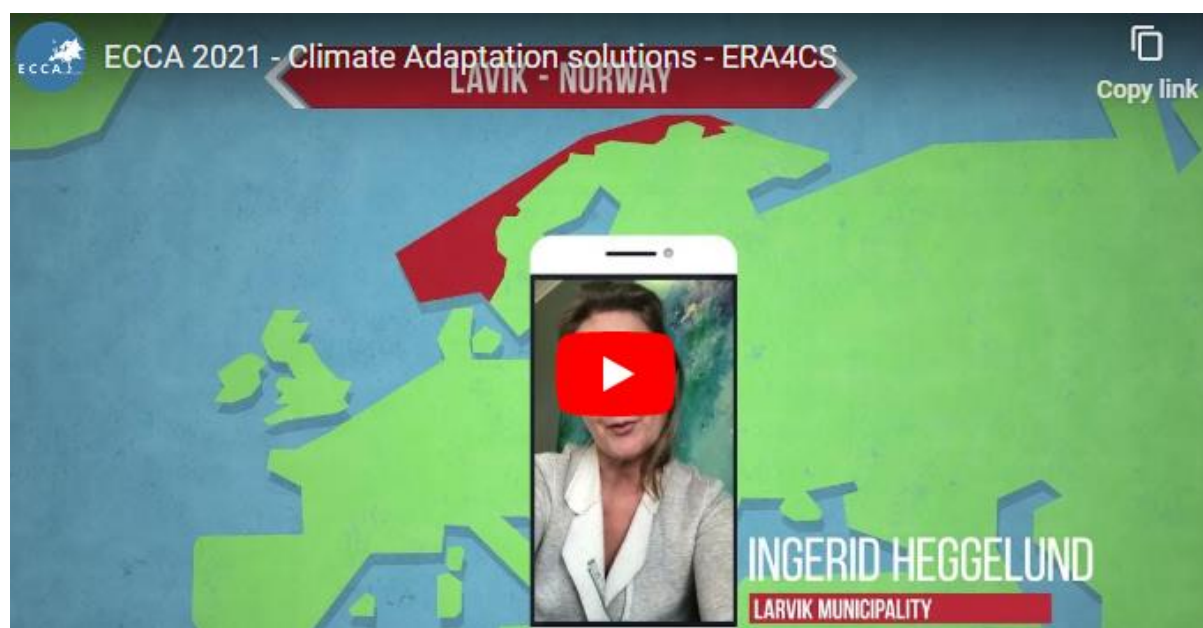 ECCA
ECCA 2021 - Climate Adaptation solutions - ERA4CS
Copy link
LAVIK - NORWAY
INGERID HEGGELUND
LARVIK MUNICIPALITY